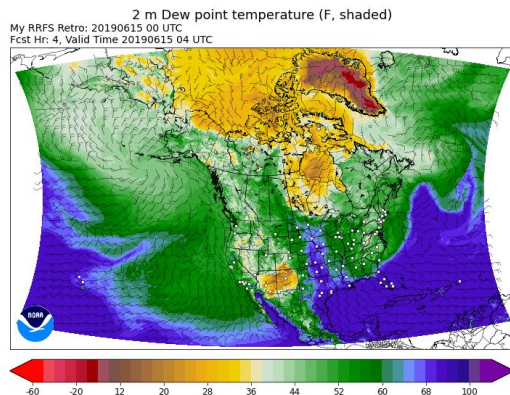 2 m Dew point temperature (F, shaded)
My RRFS Retro: 20190615 00 UTC
Fcst Hr: 4, Valid Time 20190615 04 UTC
NOAA
-60 -20 12 20 28 36 44 52 60 68 100